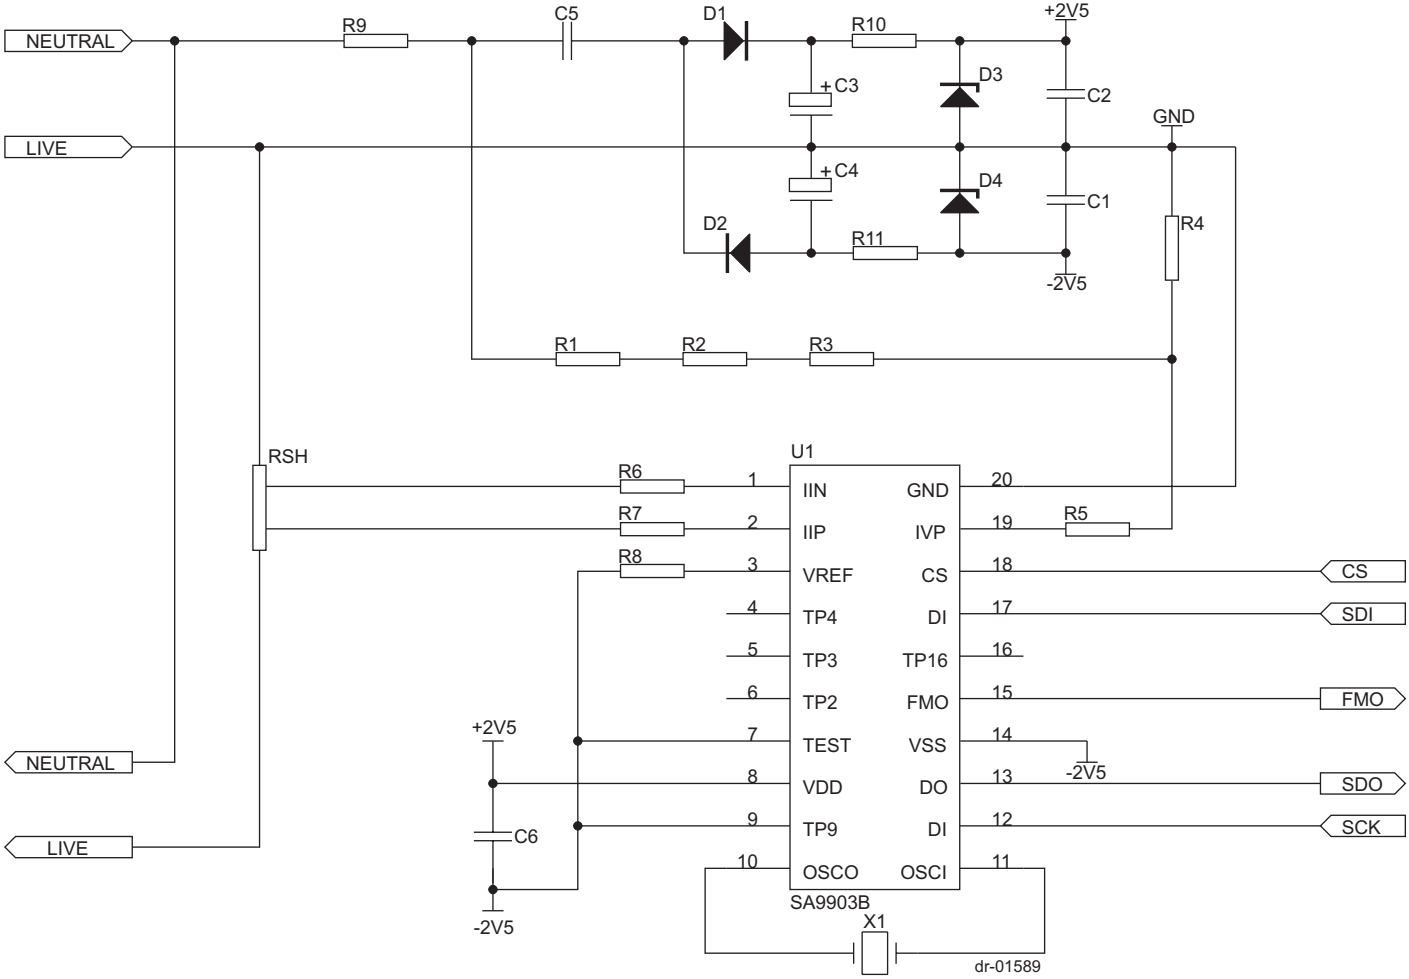 NEUTRAL
R9
C5
D1
R10
+2V5
+ C3
D3
C2
LIVE
GND
+ C4
D4
C1
D2
R11
R4
-2V5
R1
R2
R3
RSH
U1
R6
1
IIN
GND
20
R7
2
IIP
IVP
19
R5
R8
3
VREF
CS
18
CS
4
TP4
DI
17
SDI
5
TP3
TP16
16
6
TP2
FMO
15
FMO
+2V5
7
TEST
VSS
14
-2V5
NEUTRAL
8
VDD
DO
13
SDO
C6
9
TP9
DI
12
SCK
LIVE
10
OSCO
OSCI
11
-2V5
SA9903B
X1
dr-01589